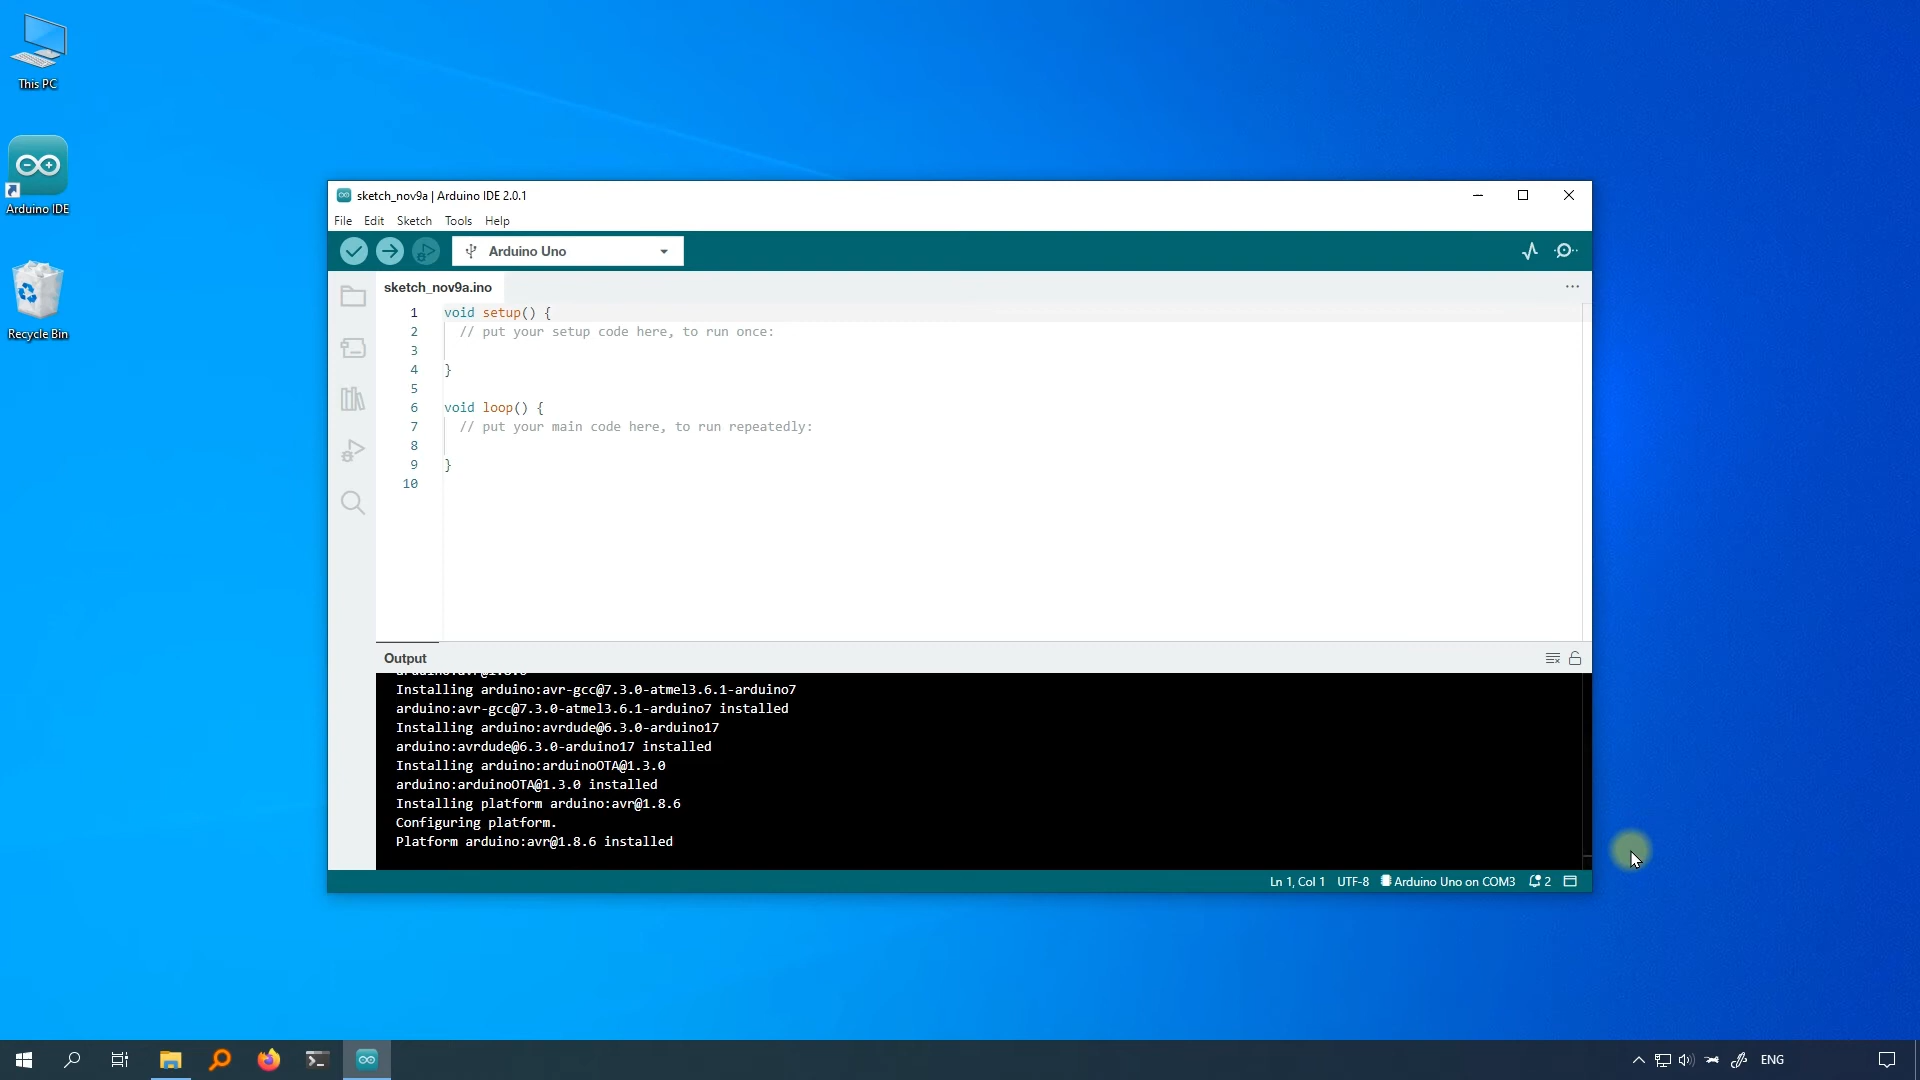 This PC
Arduino IDE
Recycle Bin
sketch_nov9a | Arduino IDE 2.0.1
File Edit Sketch Tools Help
Arduino Uno
sketch_nov9a.ino
1 void setup() {
2 // put your setup code here, to run once:
3
4 }
5
6 void loop() {
7 // put your main code here, to run repeatedly:
8
9 }
10
Output
Installing arduino:avr-gcc@7.3.0-atmel3.6.1-arduino7
arduino:avr-gcc@7.3.0-atmel3.6.1-arduino7 installed
Installing arduino:avrdude@6.3.0-arduino17
arduino:avrdude@6.3.0-arduino17 installed
Installing arduino:arduinoOTA@1.3.0
arduino:arduinoOTA@1.3.0 installed
Installing platform arduino:avr@1.8.6
Configuring platform.
Platform arduino:avr@1.8.6 installed
Ln 1, Col 1 UTF-8 Arduino Uno on COM3 2
ENG